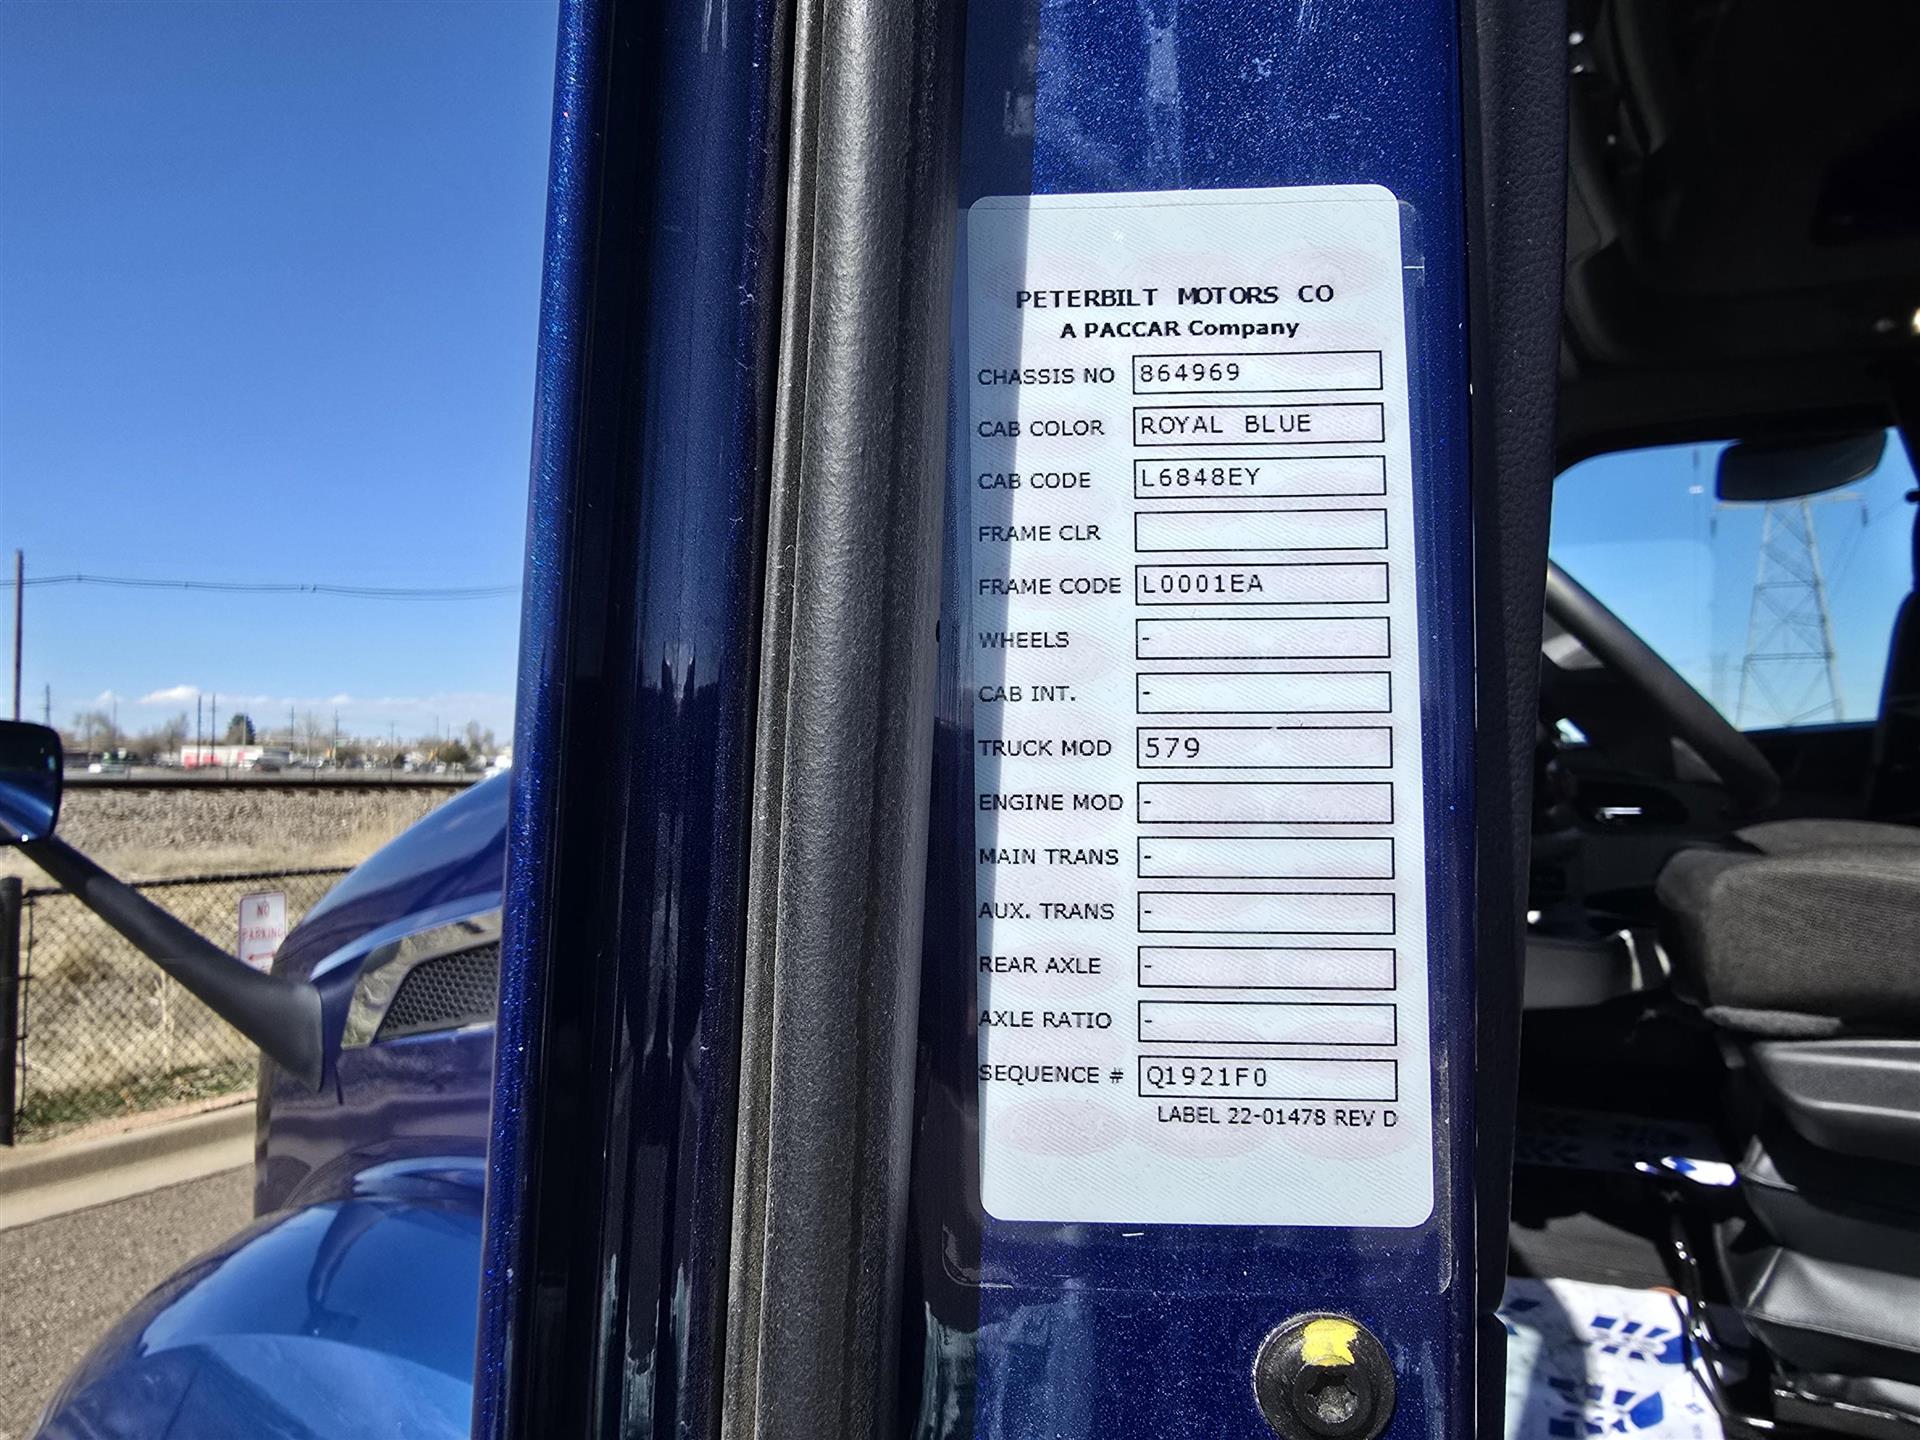 PETERBILT MOTORS CO
A PACCAR Company
CHASSIS NO 864969
CAB COLOR ROYAL BLUE
CAB CODE L6848EY
FRAME CLR
FRAME CODE L0001EA
WHEELS -
CAB INT. -
TRUCK MOD 579
ENGINE MOD -
MAIN TRANS -
AUX. TRANS -
REAR AXLE -
AXLE RATIO -
SEQUENCE # Q1921F0
LABEL 22-01478 REV D
NO
PARKING